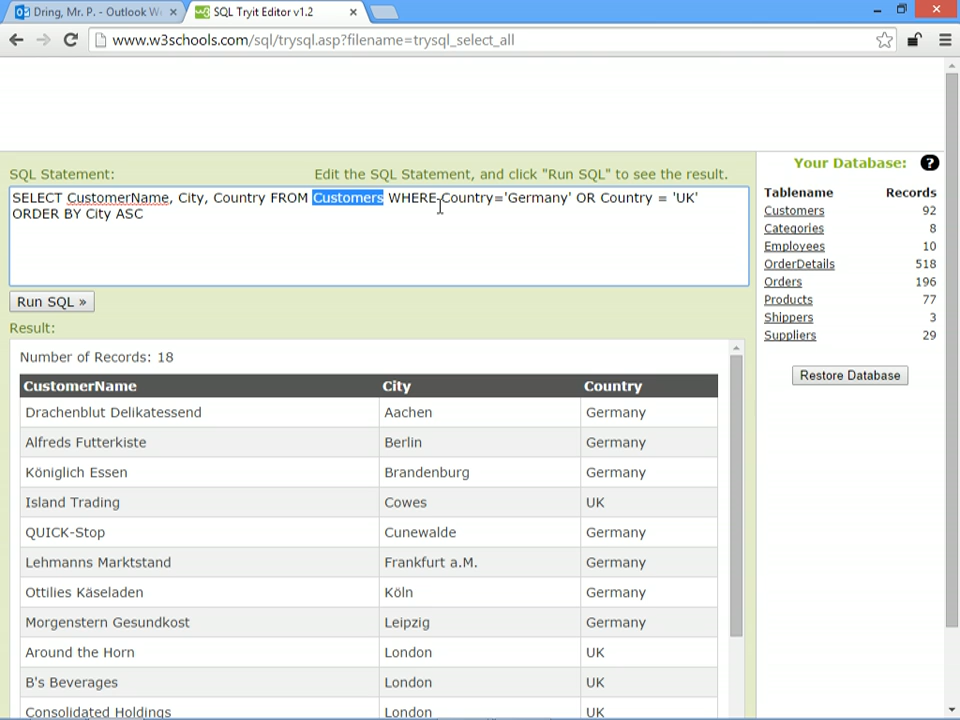 Dring, Mr. P. - Outlook W
SQL Tryit Editor v1.2
www.w3schools.com/sql/trysql.asp?filename=trysql_select_all
SQL Statement:
Edit the SQL Statement, and click "Run SQL" to see the result.
SELECT CustomerName, City, Country FROM Customers WHERE Country='Germany' OR Country = 'UK'
ORDER BY City ASC
Run SQL »
Result:
Number of Records: 18
CustomerName City Country
Drachenblut Delikatessend Aachen Germany
Alfreds Futterkiste Berlin Germany
Königlich Essen Brandenburg Germany
Island Trading Cowes UK
QUICK-Stop Cunewalde Germany
Lehmanns Marktstand Frankfurt a.M. Germany
Ottilies Käseladen Köln Germany
Morgenstern Gesundkost Leipzig Germany
Around the Horn London UK
B's Beverages London UK
Consolidated Holdings London UK
Your Database: ?
Tablename Records
Customers 92
Categories 8
Employees 10
OrderDetails 518
Orders 196
Products 77
Shippers 3
Suppliers 29
Restore Database